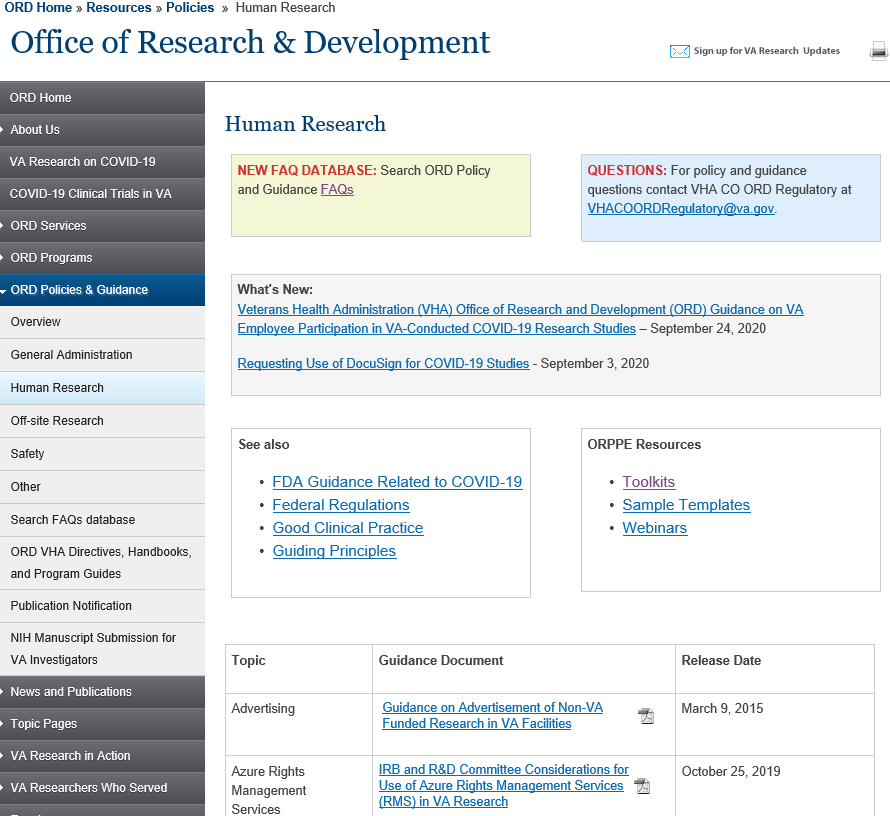 ORD Home » Resources » Policies » Human Research
Office of Research & Development
Sign up for VA Research Updates
ORD Home
About Us
VA Research on COVID-19
COVID-19 Clinical Trials in VA
ORD Services
ORD Programs
ORD Policies & Guidance
Overview
General Administration
Human Research
Off-site Research
Safety
Other
Search FAQs database
ORD VHA Directives, Handbooks,
and Program Guides
Publication Notification
NIH Manuscript Submission for
VA Investigators
News and Publications
Topic Pages
VA Research in Action
VA Researchers Who Served
Human Research
NEW FAQ DATABASE: Search ORD Policy
and Guidance FAQs
QUESTIONS: For policy and guidance
questions contact VHA CO ORD Regulatory at
VHACOORDRegulatory@va.gov.
What's New:
Veterans Health Administration (VHA) Office of Research and Development (ORD) Guidance on VA
Employee Participation in VA-Conducted COVID-19 Research Studies – September 24, 2020
Requesting Use of DocuSign for COVID-19 Studies - September 3, 2020
See also
• FDA Guidance Related to COVID-19
• Federal Regulations
• Good Clinical Practice
• Guiding Principles
ORPPE Resources
• Toolkits
• Sample Templates
• Webinars
Topic Guidance Document Release Date
Advertising
Guidance on Advertisement of Non-VA
Funded Research in VA Facilities
March 9, 2015
Azure Rights
Management
Services
IRB and R&D Committee Considerations for
Use of Azure Rights Management Services
(RMS) in VA Research
October 25, 2019